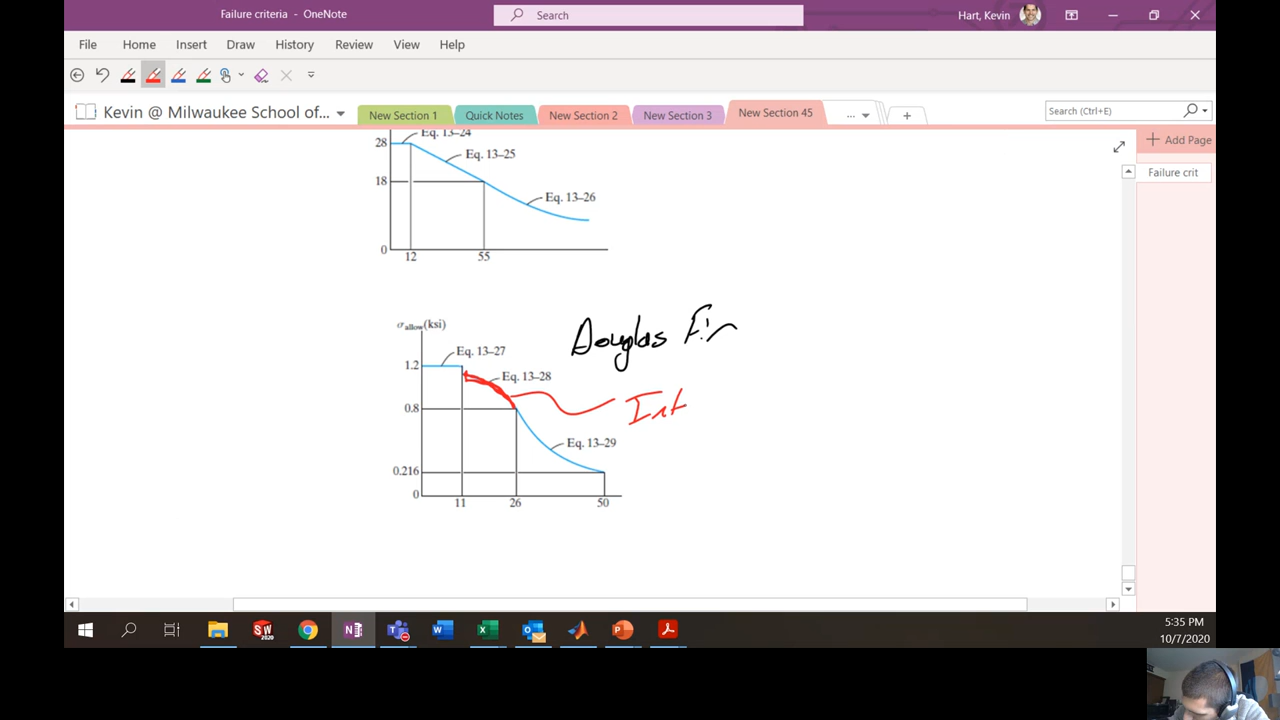 Failure criteria - OneNote
Search
Hart, Kevin
File Home Insert Draw History Review View Help
Kevin @ Milwaukee School of...
New Section 1
Quick Notes
New Section 2
New Section 3
New Section 45
...
Search (Ctrl+E)
Add Page
Failure crit
Eq. 13–24
28
Eq. 13–25
18
Eq. 13–26
0
12 55
σallow(ksi)
Douglas Fir
Eq. 13–27
1.2
Eq. 13–28
Int
0.8
Eq. 13–29
0.216
0
11 26 50
SW
2020
5:35 PM
10/7/2020